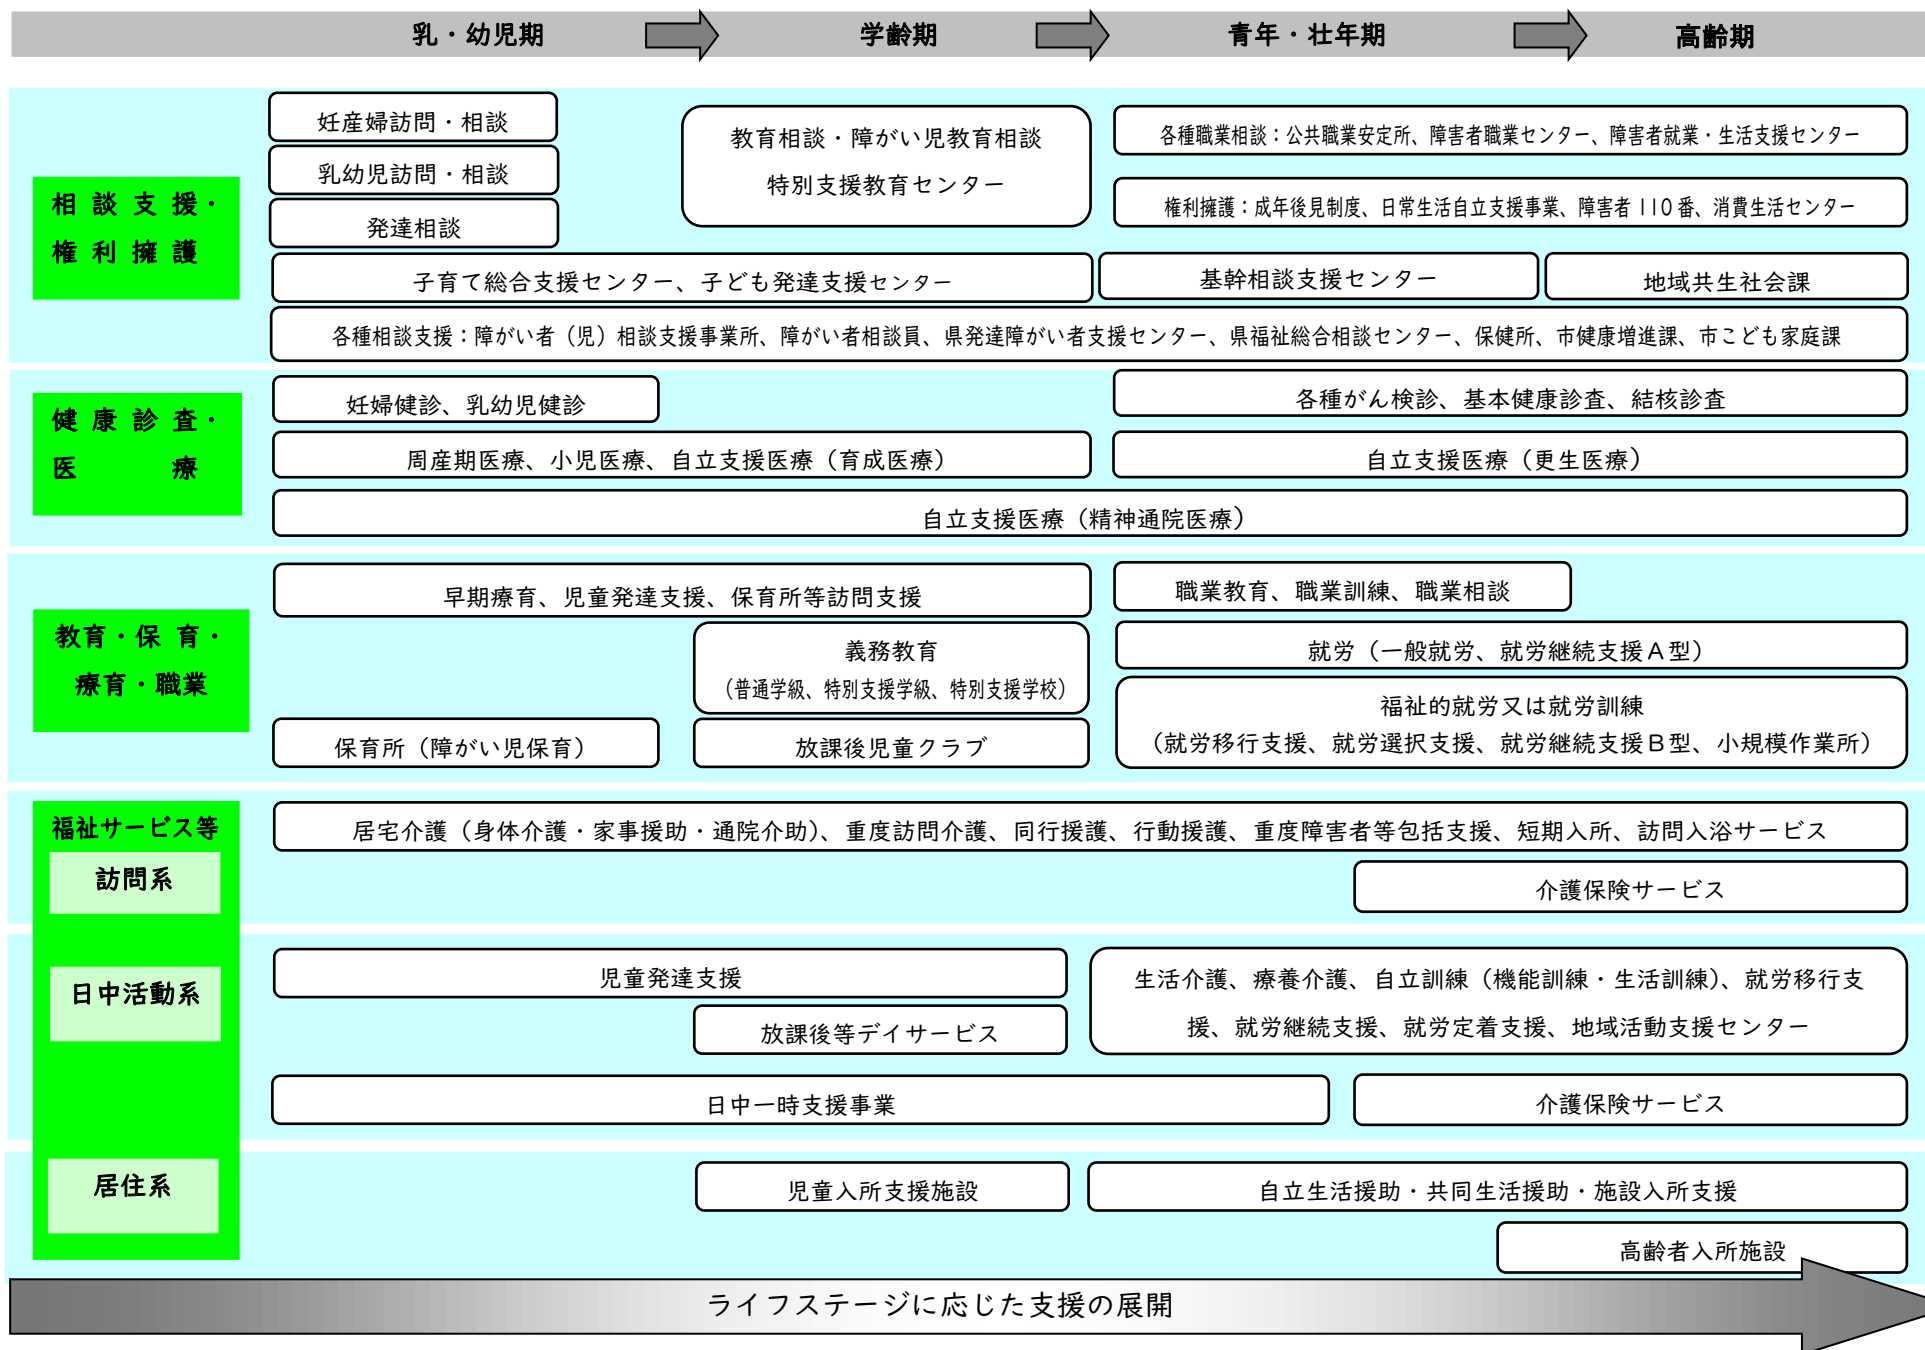 乳・幼児期
学齢期
青年・壮年期
高齢期
相談支援・
権利擁護
妊産婦訪問・相談
乳幼児訪問・相談
発達相談
教育相談・障がい児教育相談
特別支援教育センター
各種職業相談：公共職業安定所、障害者職業センター、障害者就業・生活支援センター
権利擁護：成年後見制度、日常生活自立支援事業、障害者110番、消費生活センター
子育て総合支援センター、子ども発達支援センター
基幹相談支援センター
地域共生社会課
各種相談支援：障がい者（児）相談支援事業所、障がい者相談員、県発達障がい者支援センター、県福祉総合相談センター、保健所、市健康増進課、市こども家庭課
健康診査・
医療
妊婦健診、乳幼児健診
各種がん検診、基本健康診査、結核診査
周産期医療、小児医療、自立支援医療（育成医療）
自立支援医療（更生医療）
自立支援医療（精神通院医療）
教育・保育・
療育・職業
早期療育、児童発達支援、保育所等訪問支援
職業教育、職業訓練、職業相談
義務教育
（普通学級、特別支援学級、特別支援学校）
就労（一般就労、就労継続支援Ａ型）
福祉的就労又は就労訓練
（就労移行支援、就労選択支援、就労継続支援Ｂ型、小規模作業所）
保育所（障がい児保育）
放課後児童クラブ
福祉サービス等
訪問系
居宅介護（身体介護・家事援助・通院介助）、重度訪問介護、同行援護、行動援護、重度障害者等包括支援、短期入所、訪問入浴サービス
介護保険サービス
日中活動系
児童発達支援
放課後等デイサービス
生活介護、療養介護、自立訓練（機能訓練・生活訓練）、就労移行支
援、就労継続支援、就労定着支援、地域活動支援センター
日中一時支援事業
介護保険サービス
居住系
児童入所支援施設
自立生活援助・共同生活援助・施設入所支援
高齢者入所施設
ライフステージに応じた支援の展開